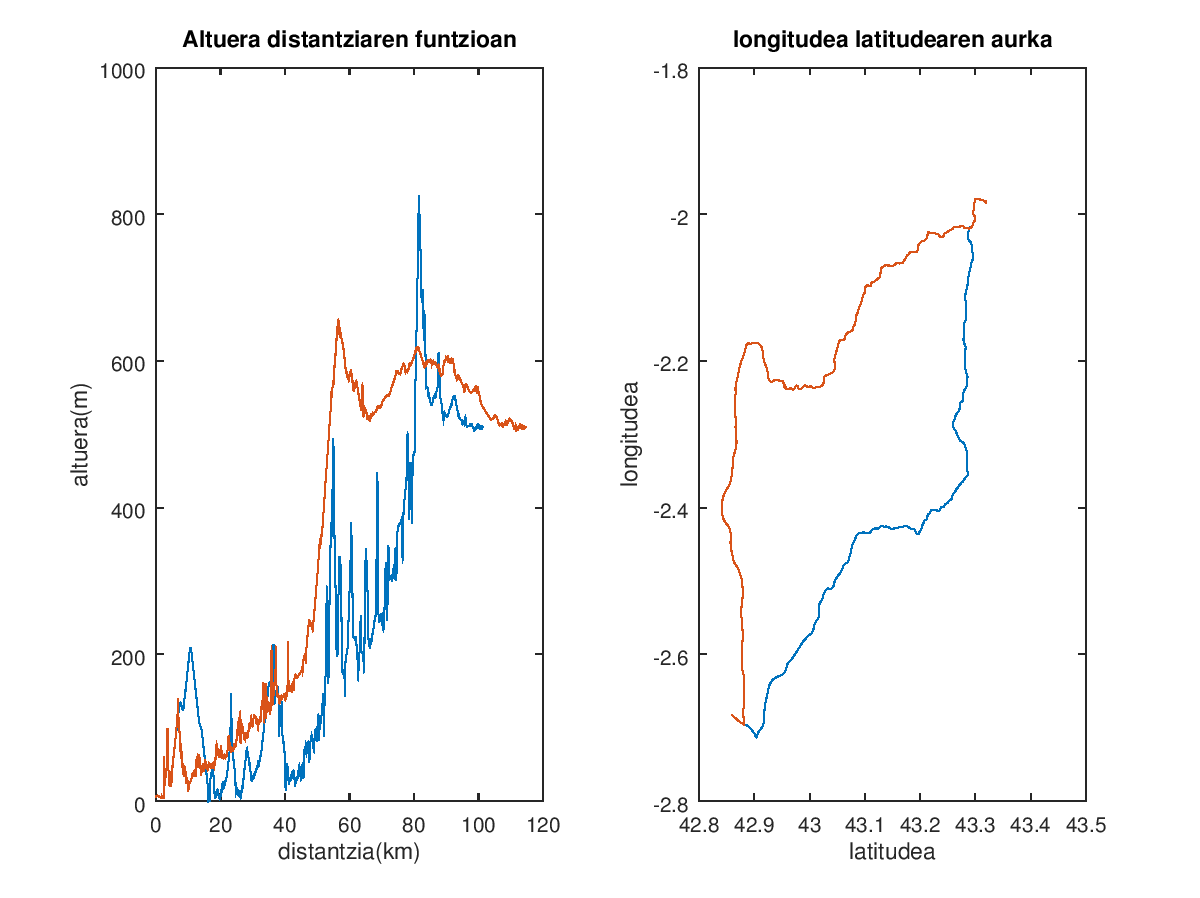 Altuera distantziaren funtzioan
1000
800
600
400
200
0
altuera(m)
0 20 40 60 80 100 120
distantzia(km)
longitudea latitudearen aurka
-1.8
-2
-2.2
-2.4
-2.6
-2.8
longitudea
42.8 42.9 43 43.1 43.2 43.3 43.4 43.5
latitudea